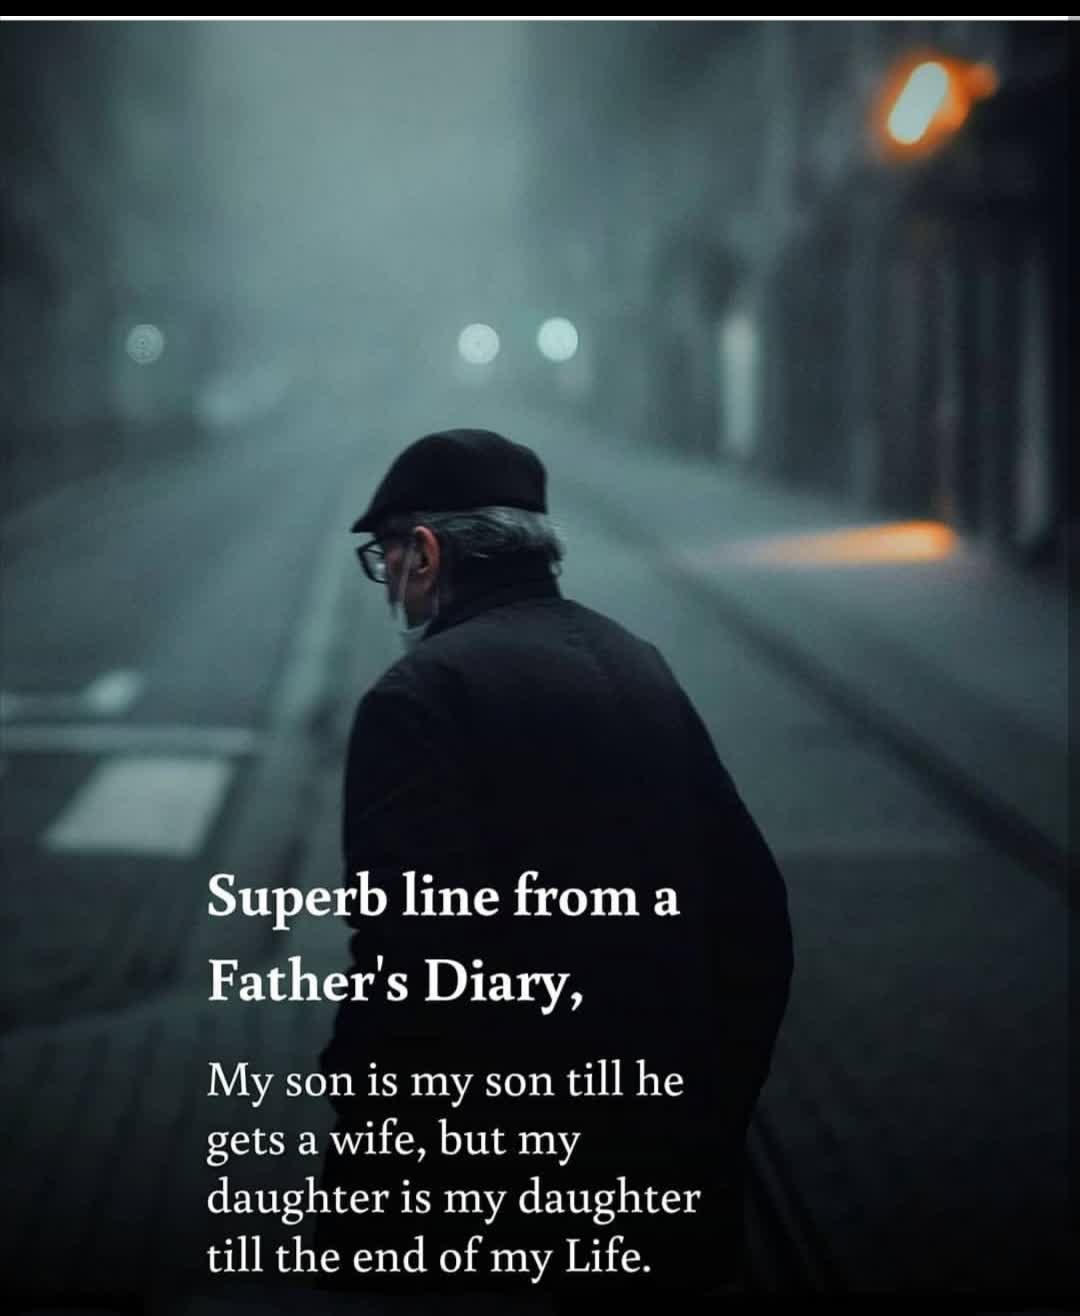 Superb line from a
Father's Diary,
My son is my son till he
gets a wife, but my
daughter is my daughter
till the end of my Life.